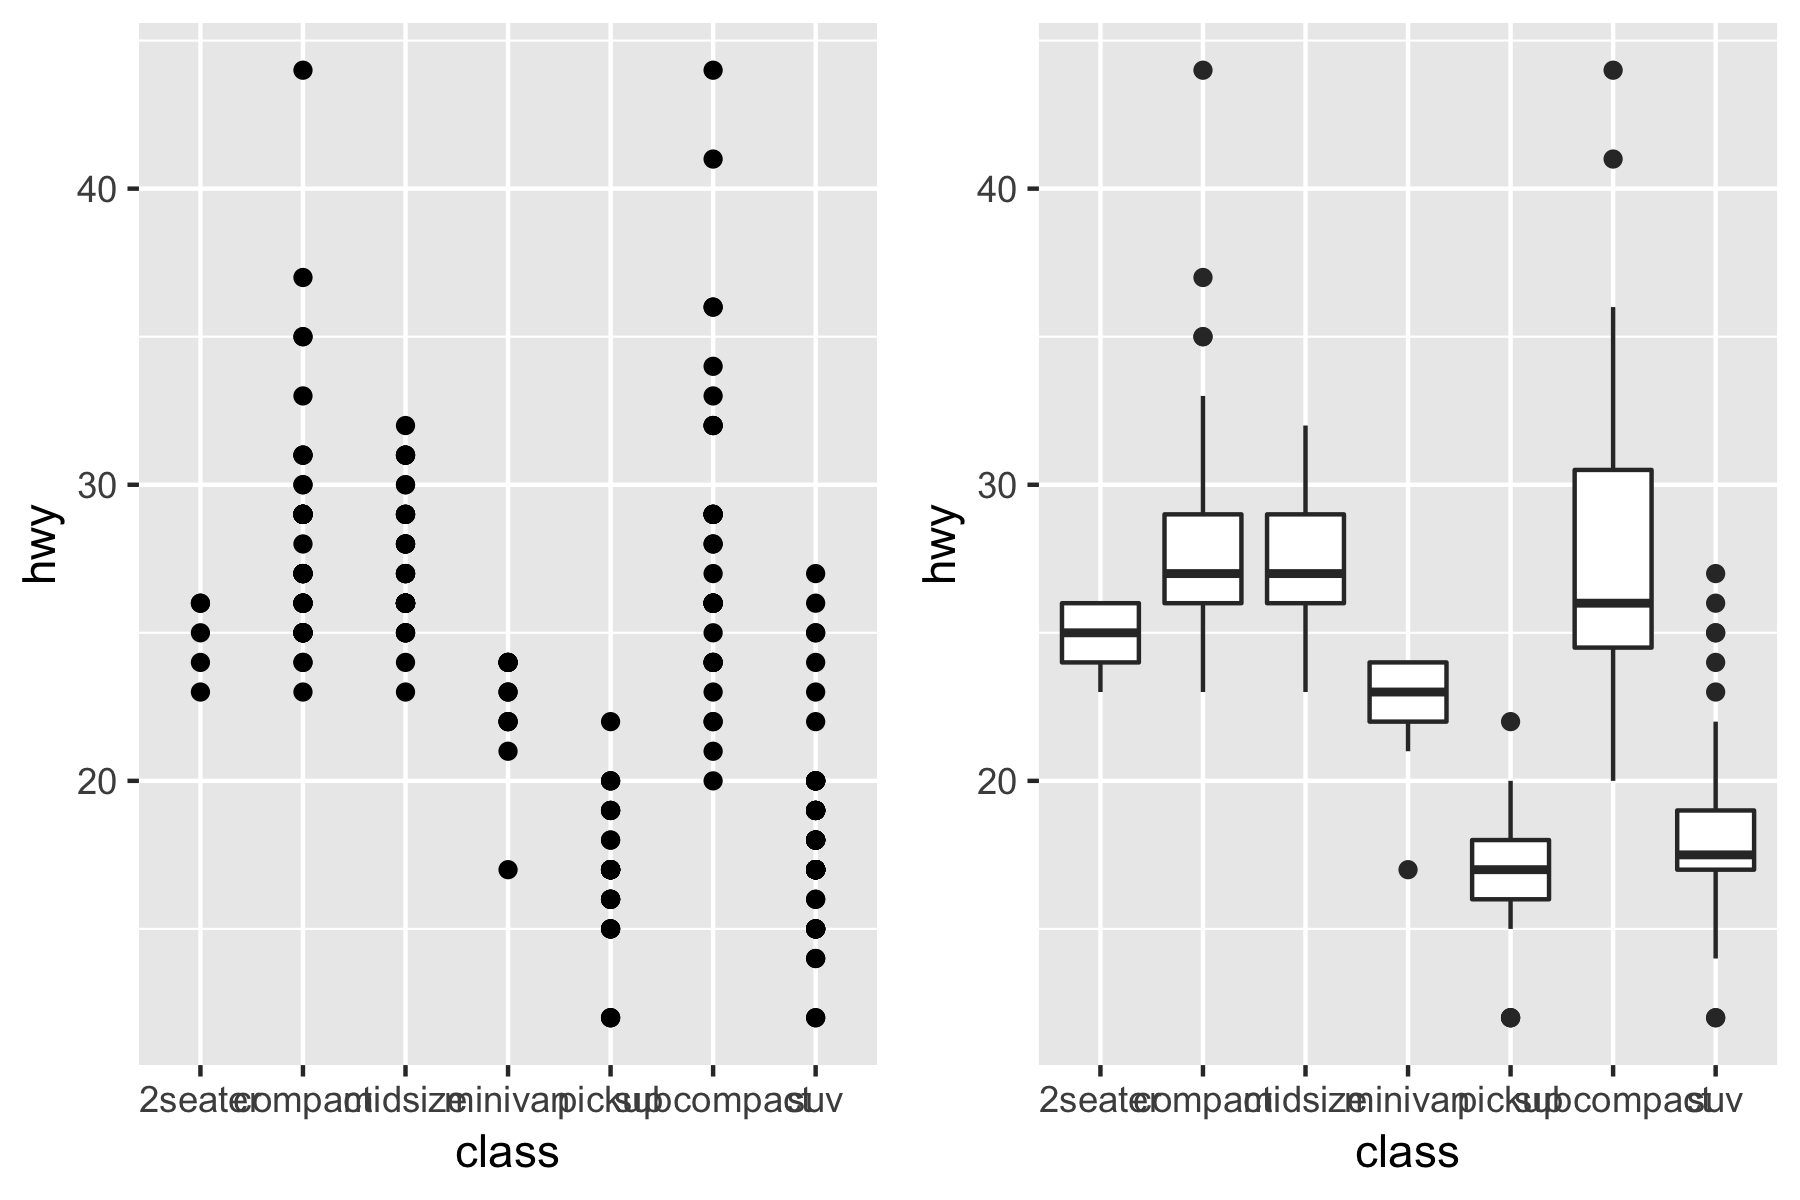 40
30
20
hwy
2seater compact midsize minivan pickup subcompact suv
class
40
30
20
hwy
2seater compact midsize minivan pickup subcompact suv
class